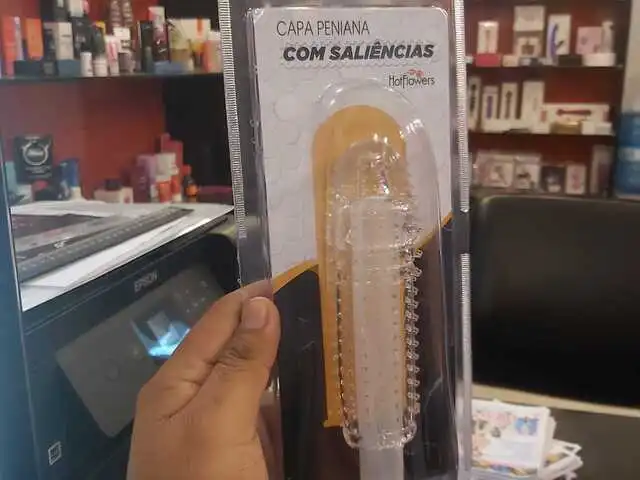 CAPA PENIANA
COM SALIÊNCIAS
HotFlowers
EPSON